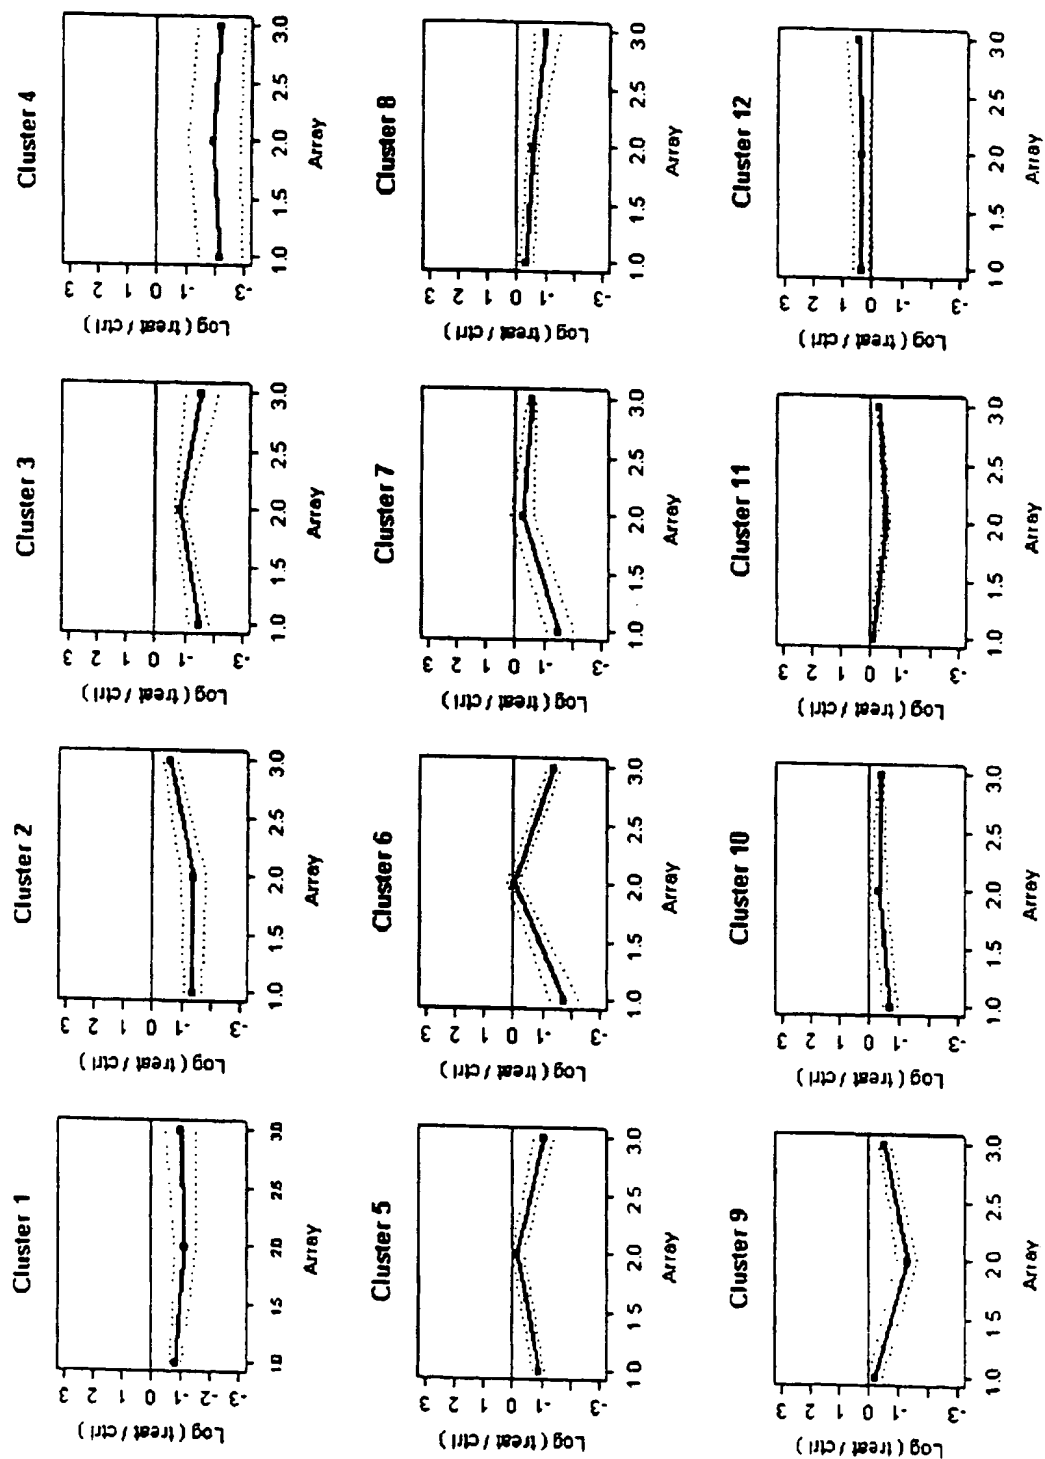 Cluster 1
Log ( treat / ctrl )
3
2
1
0
-1
-2
-3
1.0 1.5 2.0 2.5 3.0
Array
Cluster 2
Log ( treat / ctrl )
3
2
1
0
-1
-3
1.0 1.5 2.0 2.5 3.0
Array
Cluster 3
Log ( treat / ctrl )
3
2
1
0
-1
-3
1.0 1.5 2.0 2.5 3.0
Array
Cluster 4
Log ( treat / ctrl )
3
2
1
0
-1
-3
1.0 1.5 2.0 2.5 3.0
Array
Cluster 5
Log ( treat / ctrl )
3
2
1
0
-1
-3
1.0 1.5 2.0 2.5 3.0
Array
Cluster 6
Log ( treat / ctrl )
3
2
1
0
-1
-3
1.0 1.5 2.0 2.5 3.0
Array
Cluster 7
Log ( treat / ctrl )
3
2
1
0
-1
-3
1.0 1.5 2.0 2.5 3.0
Array
Cluster 8
Log ( treat / ctrl )
3
2
1
0
-1
-3
1.0 1.5 2.0 2.5 3.0
Array
Cluster 9
Log ( treat / ctrl )
3
2
1
0
-1
-3
1.0 1.5 2.0 2.5 3.0
Array
Cluster 10
Log ( treat / ctrl )
3
2
1
0
-1
-3
1.0 1.5 2.0 2.5 3.0
Array
Cluster 11
Log ( treat / ctrl )
3
2
1
0
-1
-3
1.0 1.5 2.0 2.5 3.0
Array
Cluster 12
Log ( treat / ctrl )
3
2
1
0
-1
-3
1.0 1.5 2.0 2.5 3.0
Array